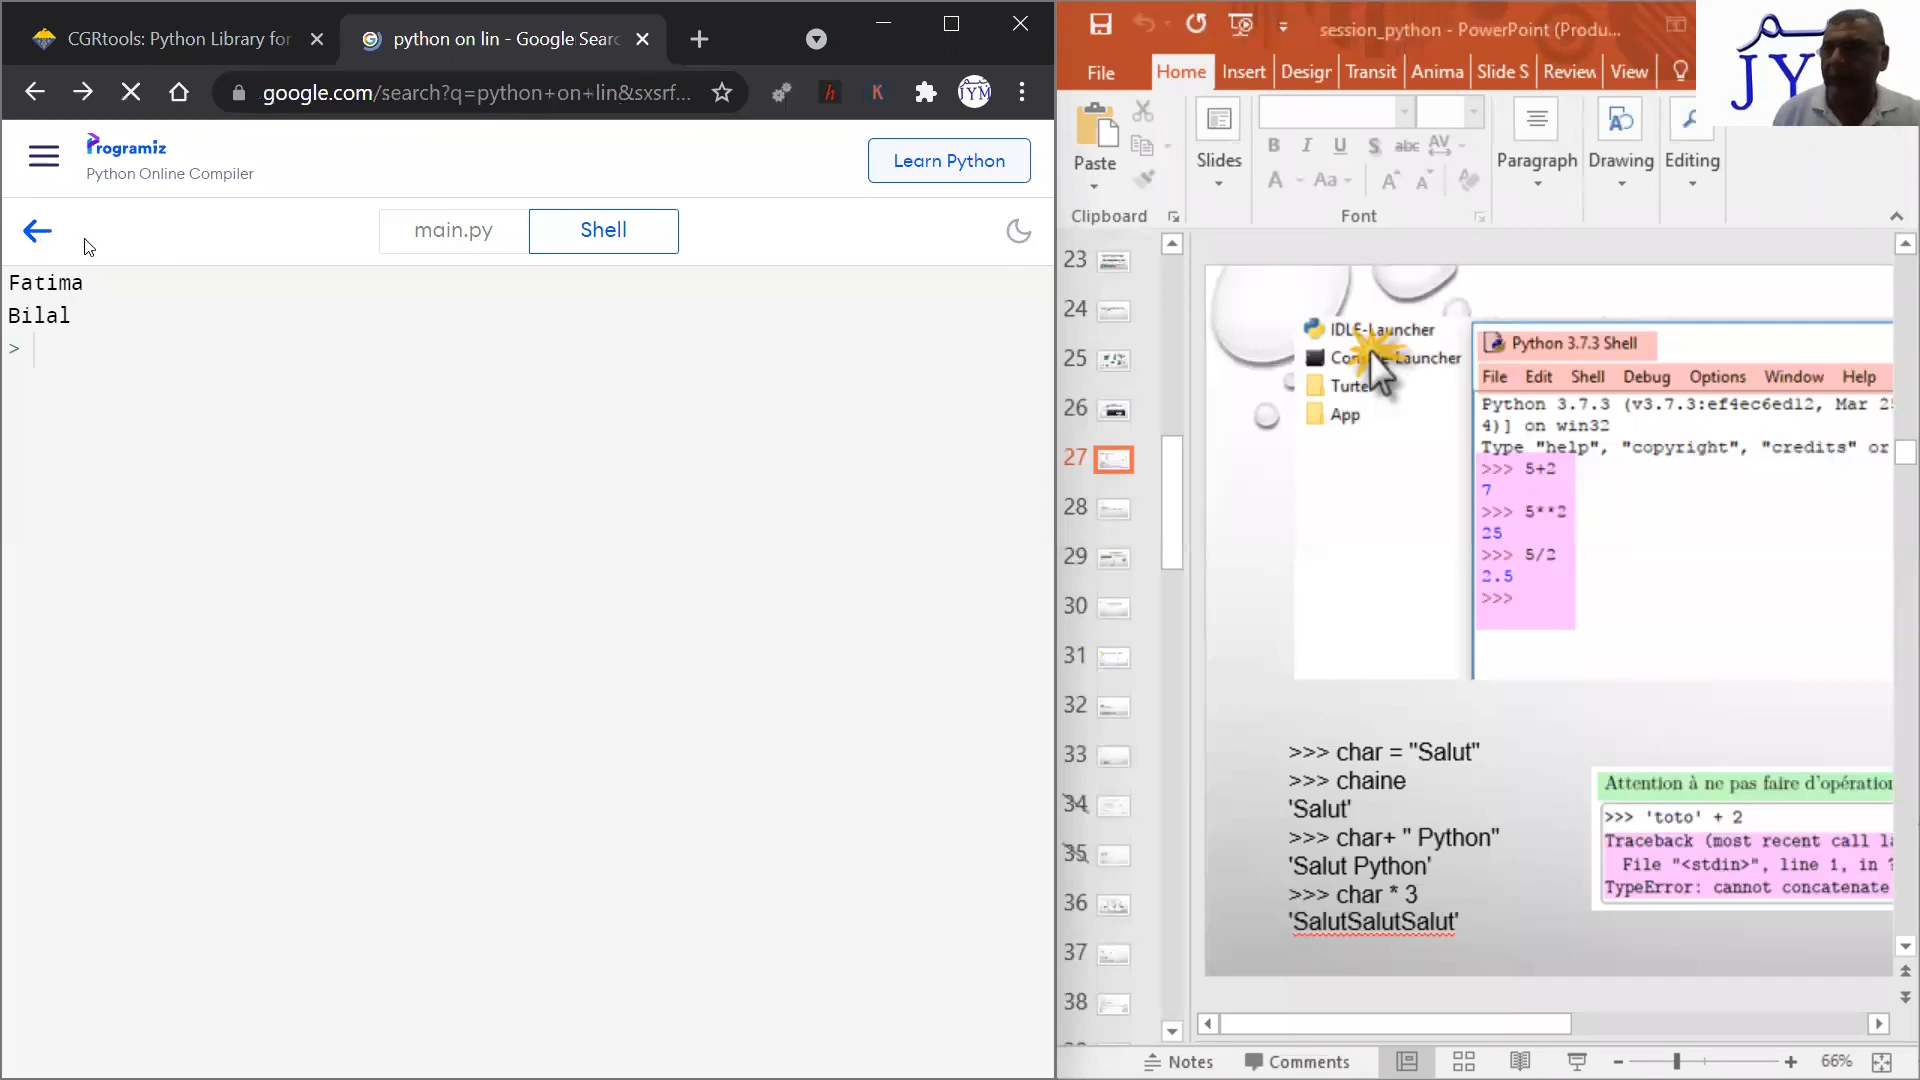 CGRtools: Python Library for
python on lin - Google Searc
google.com/search?q=python+on+lin&sxsrf...
Programiz
Python Online Compiler
Learn Python
main.py
Shell
Fatima
Bilal
>
session_python - PowerPoint (Produ...
JY
File
Home
Insert
Design
Transit
Anima
Slide S
Review
View
Paste
Slides
Paragraph
Drawing
Editing
Clipboard
Font
23
24
25
26
27
28
29
30
31
32
33
34
35
36
37
38
IDLE-Launcher
Turt
App
Python 3.7.3 Shell
File Edit Shell Debug Options Window Help
Python 3.7.3 (v3.7.3:ef4ec6ed12, Mar 2
4)] on win32
Type "help", "copyright", "credits" or
>>> 5+2
7
>>> 5**2
25
>>> 5/2
2.5
>>>
>>> char = "Salut"
>>> chaine
'Salut'
>>> char+ " Python"
'Salut Python'
>>> char * 3
'SalutSalutSalut'
Attention à ne pas faire d'opération
>>> 'toto' + 2
Traceback (most recent call la
File "<stdin>", line 1, in ?
TypeError: cannot concatenate
Notes
Comments
66%